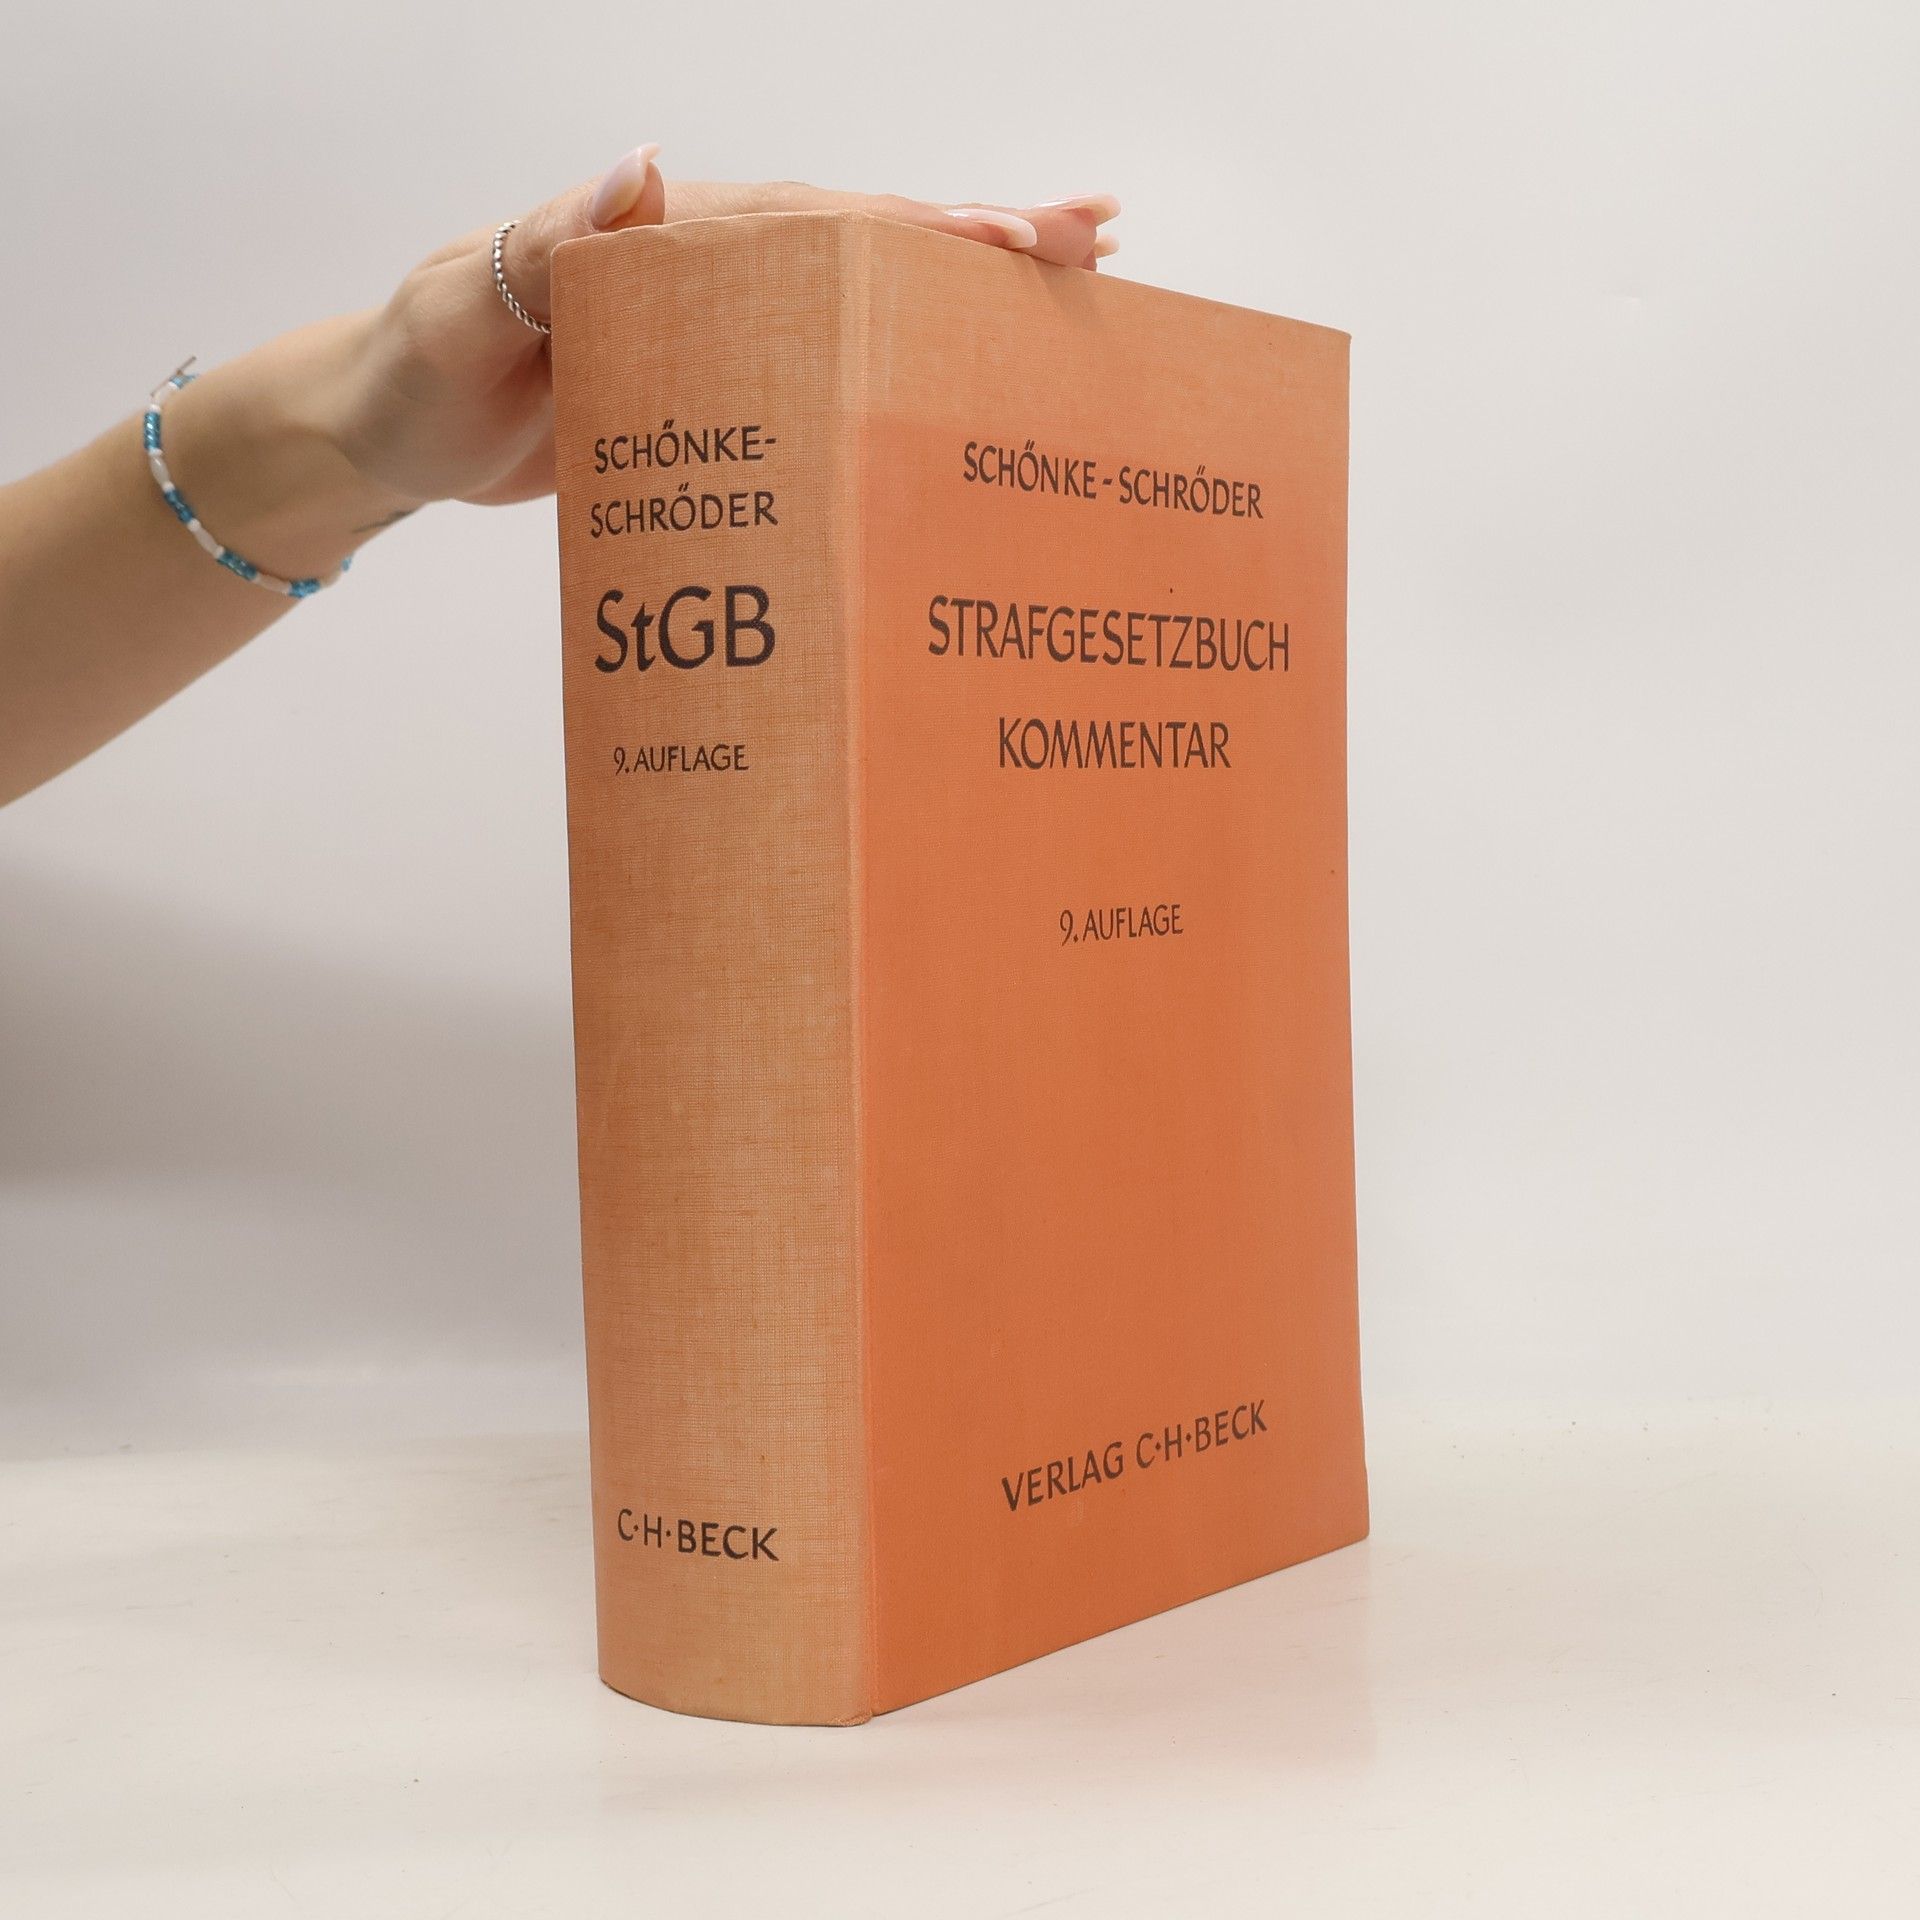 SCHŐNKE-
SCHRŐDER
StGB
9. AUFLAGE
C·H·BECK
SCHŐNKE-SCHRŐDER
STRAFGESETZBUCH
KOMMENTAR
9. AUFLAGE
VERLAG C·H·BECK